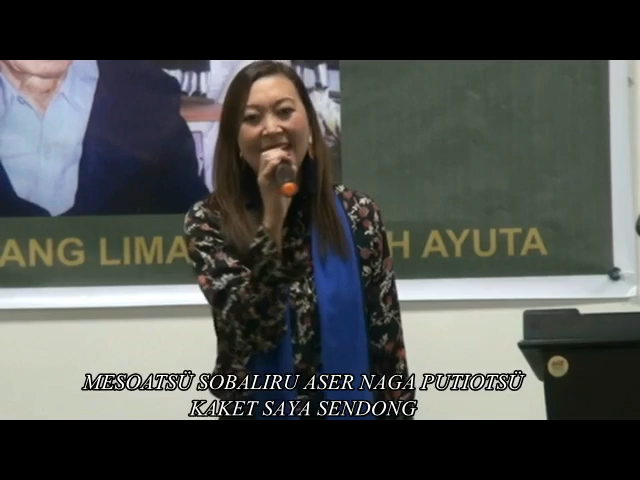 ANG LIMA H AYUTA
MESOATSÜ SOBALIRU ASER NAGA PUTIOTSÜ
KAKET SAYA SENDONG